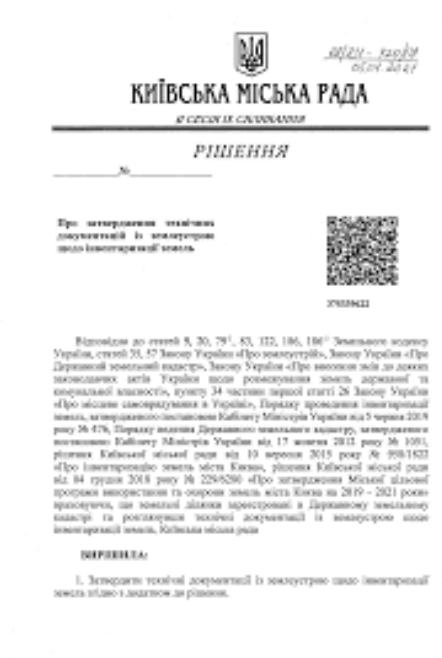 05.07.2021
КИЇВСЬКА МІСЬКА РАДА
СКЛИКАННЯ
РІШЕННЯ
№
Про затвердження технічних
документацій із землеустрою
щодо інвентаризації земель
Відповідно до статей 9, 20, 79¹, 83, 122, 186, 186¹ Земельного кодексу
України, статей 35, 57 Закону України «Про землеустрій», Закону України «Про
Державний земельний кадастр», Закону України «Про внесення змін до деяких
законодавчих актів України щодо розмежування земель державної та
комунальної власності», пункту 34 частини першої статті 26 Закону України
«Про місцеве самоврядування в Україні», Порядку проведення інвентаризації
земель, затвердженого постановою Кабінету Міністрів України від 5 червня 2019
року № 476, Порядку ведення Державного земельного кадастру, затвердженого
постановою Кабінету Міністрів України від 17 жовтня 2012 року № 1051,
рішення Київської міської ради від 10 вересня 2015 року № 958/1822
«Про інвентаризацію земель міста Києва», рішення Київської міської ради
від 04 грудня 2018 року № 229/6280 «Про затвердження Міської цільової
програми використання та охорони земель міста Києва на 2019 – 2021 роки»
враховуючи, що земельні ділянки зареєстровані в Державному земельному
кадастрі та розглянувши технічні документації із землеустрою щодо
інвентаризації земель, Київська міська рада
ВИРІШИЛА:
1. Затвердити технічні документації із землеустрою щодо інвентаризації
земель згідно з додатком до рішення.